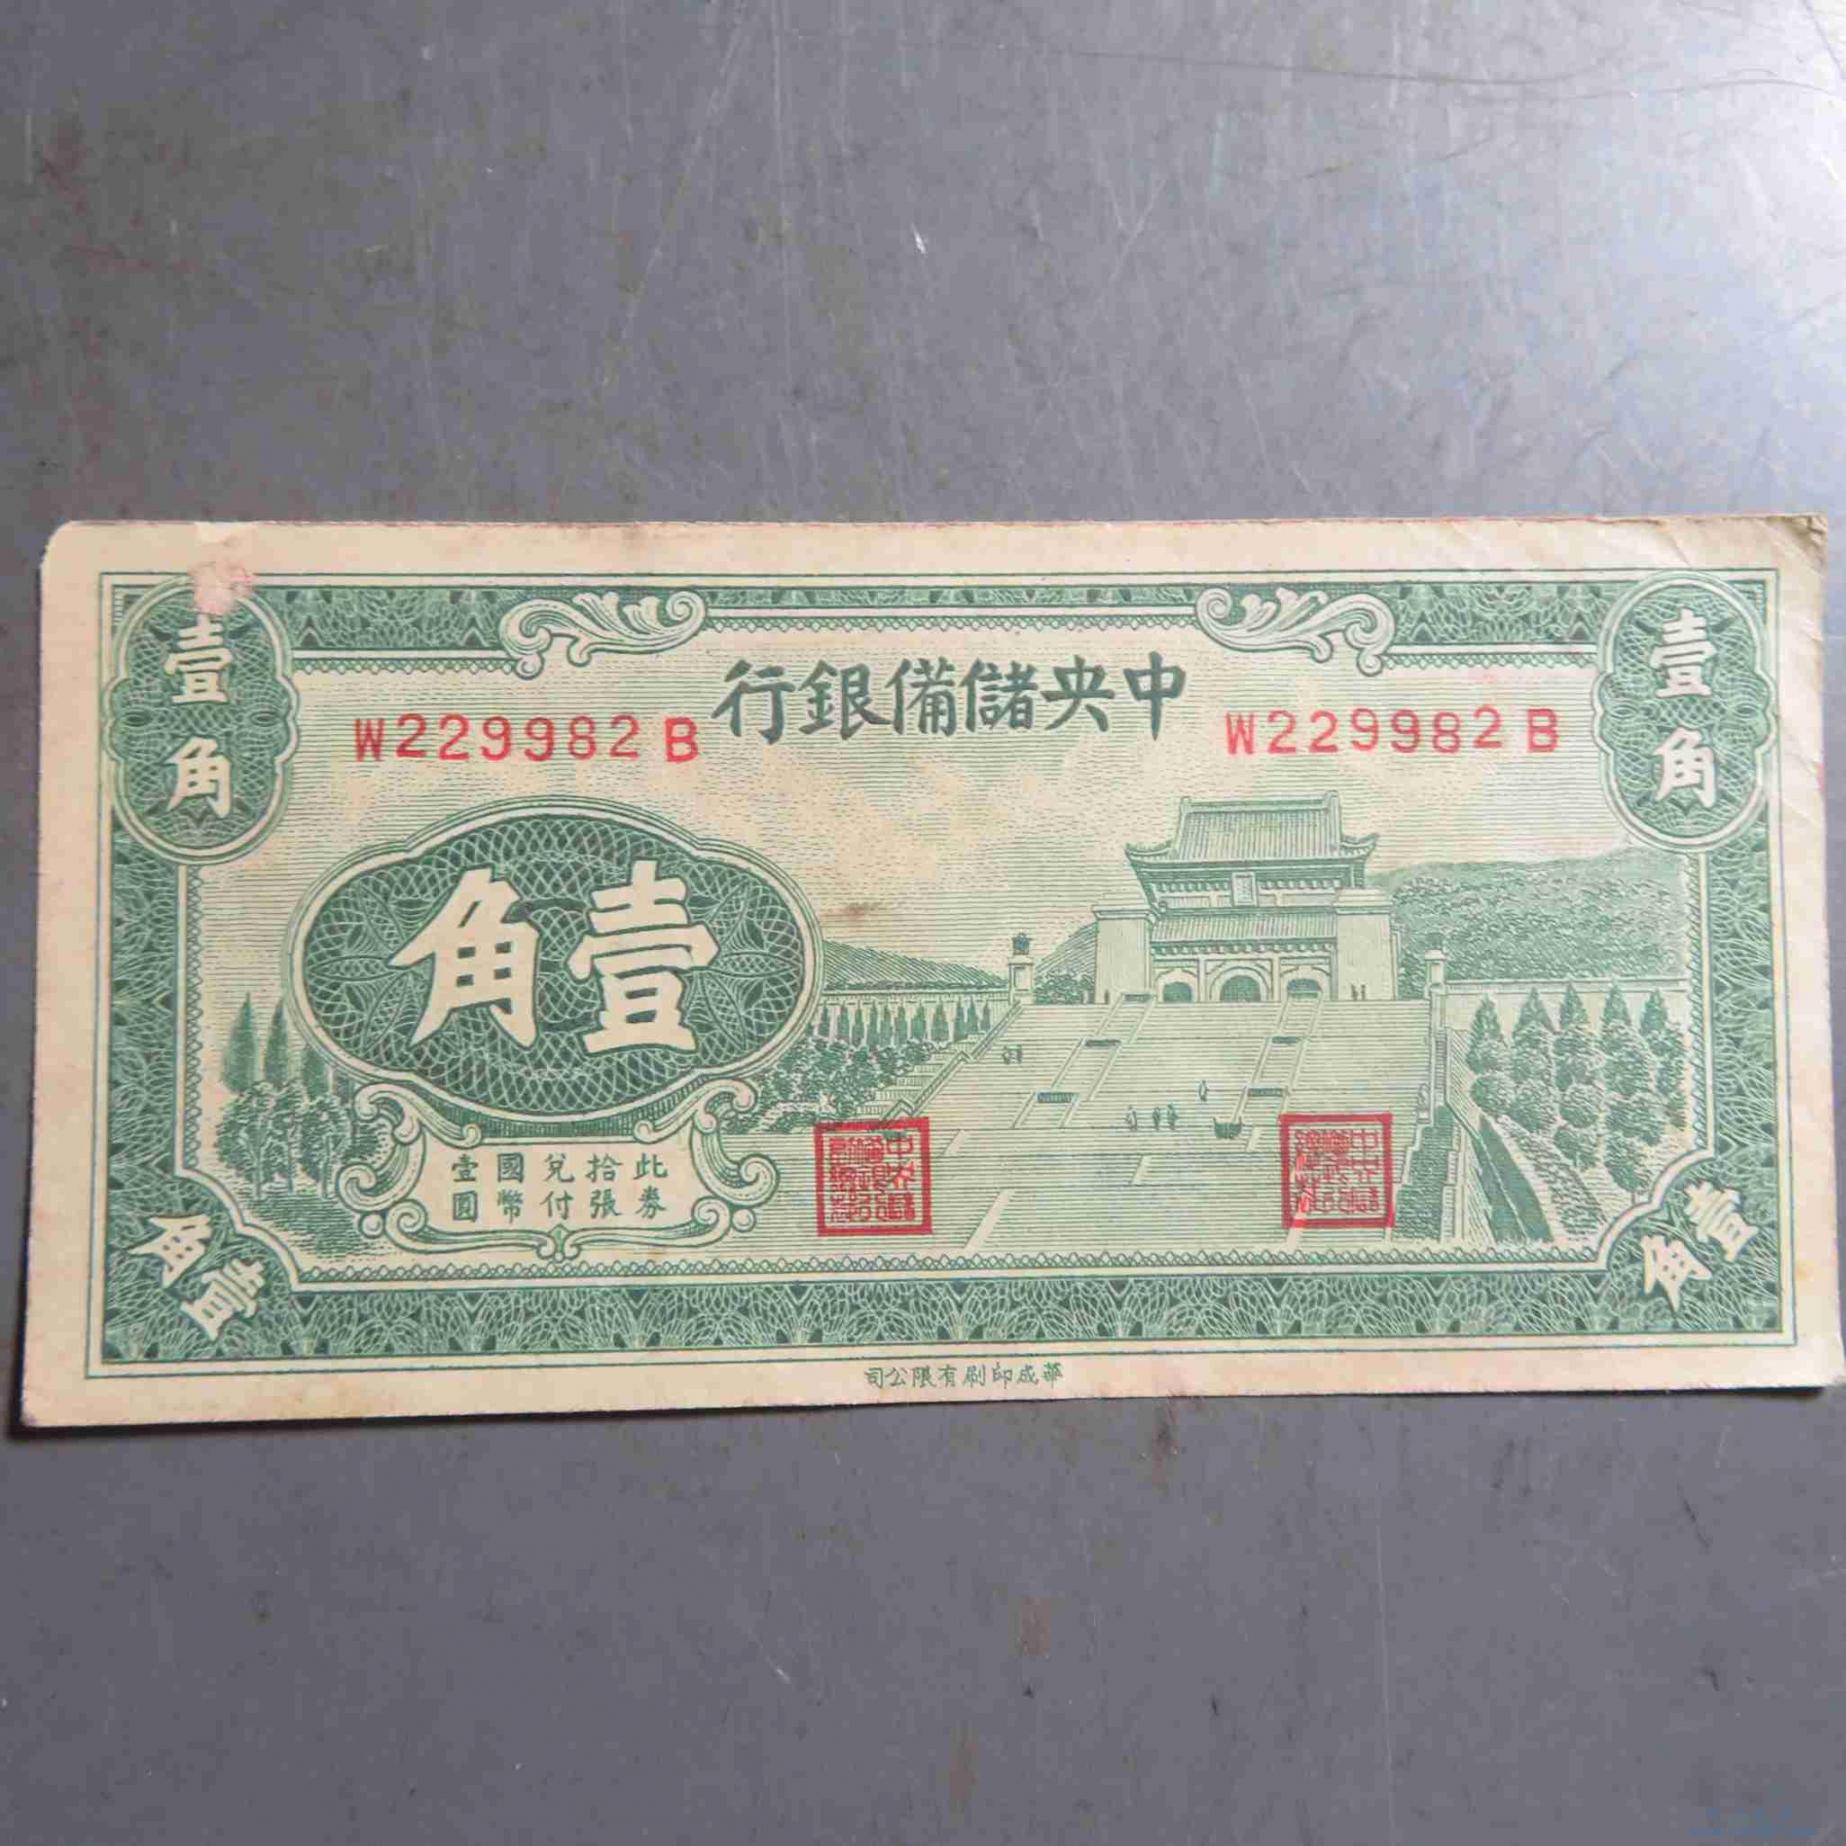 中央儲備銀行
壹角
壹角
W229982B
W229982B
壹角
此券
拾張
兌付
國幣
壹圓
壹角
壹角
華成印刷有限公司